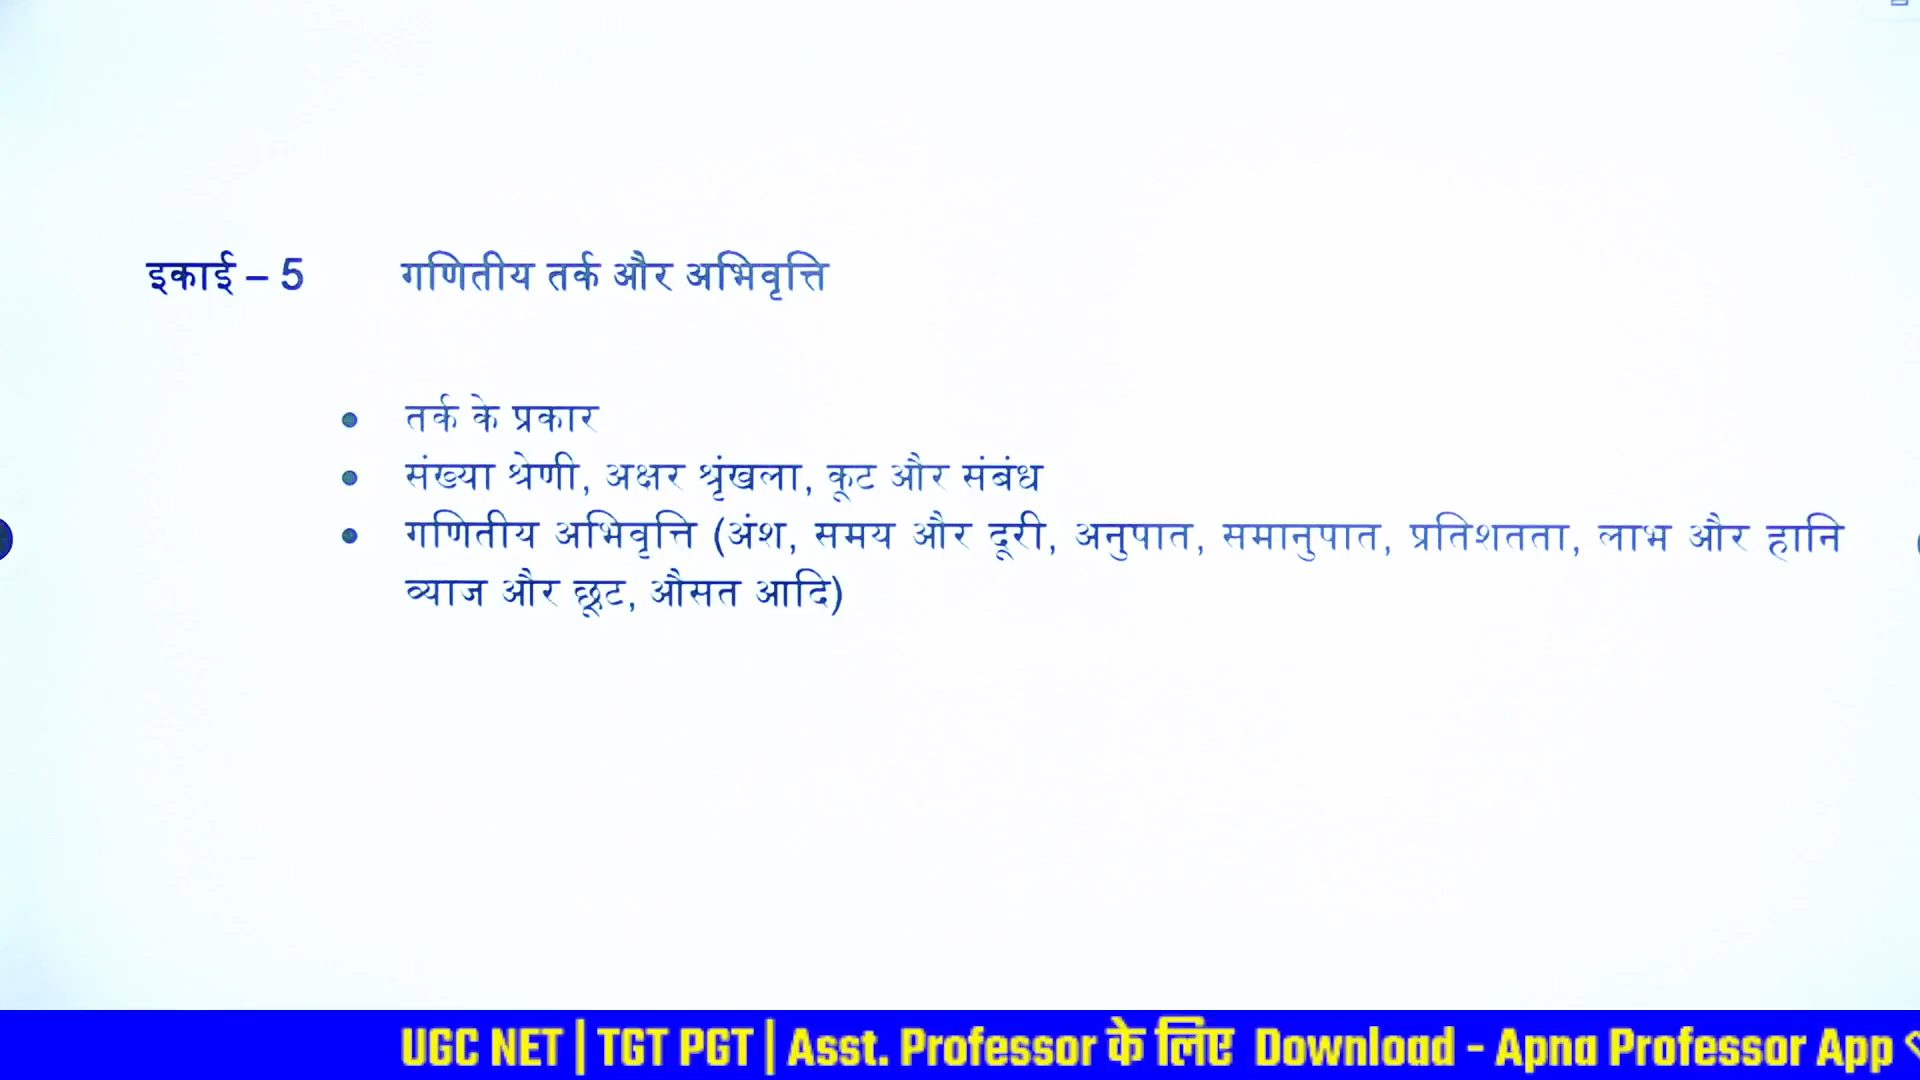 इकाई – 5 गणितीय तर्क और अभिवृत्ति
• तर्क के प्रकार
• संख्या श्रेणी, अक्षर श्रृंखला, कूट और संबंध
• गणितीय अभिवृत्ति (अंश, समय और दूरी, अनुपात, समानुपात, प्रतिशतता, लाभ और हानि
व्याज और छूट, औसत आदि)
UGC NET | TGT PGT | Asst. Professor के लिए Download - Apna Professor App